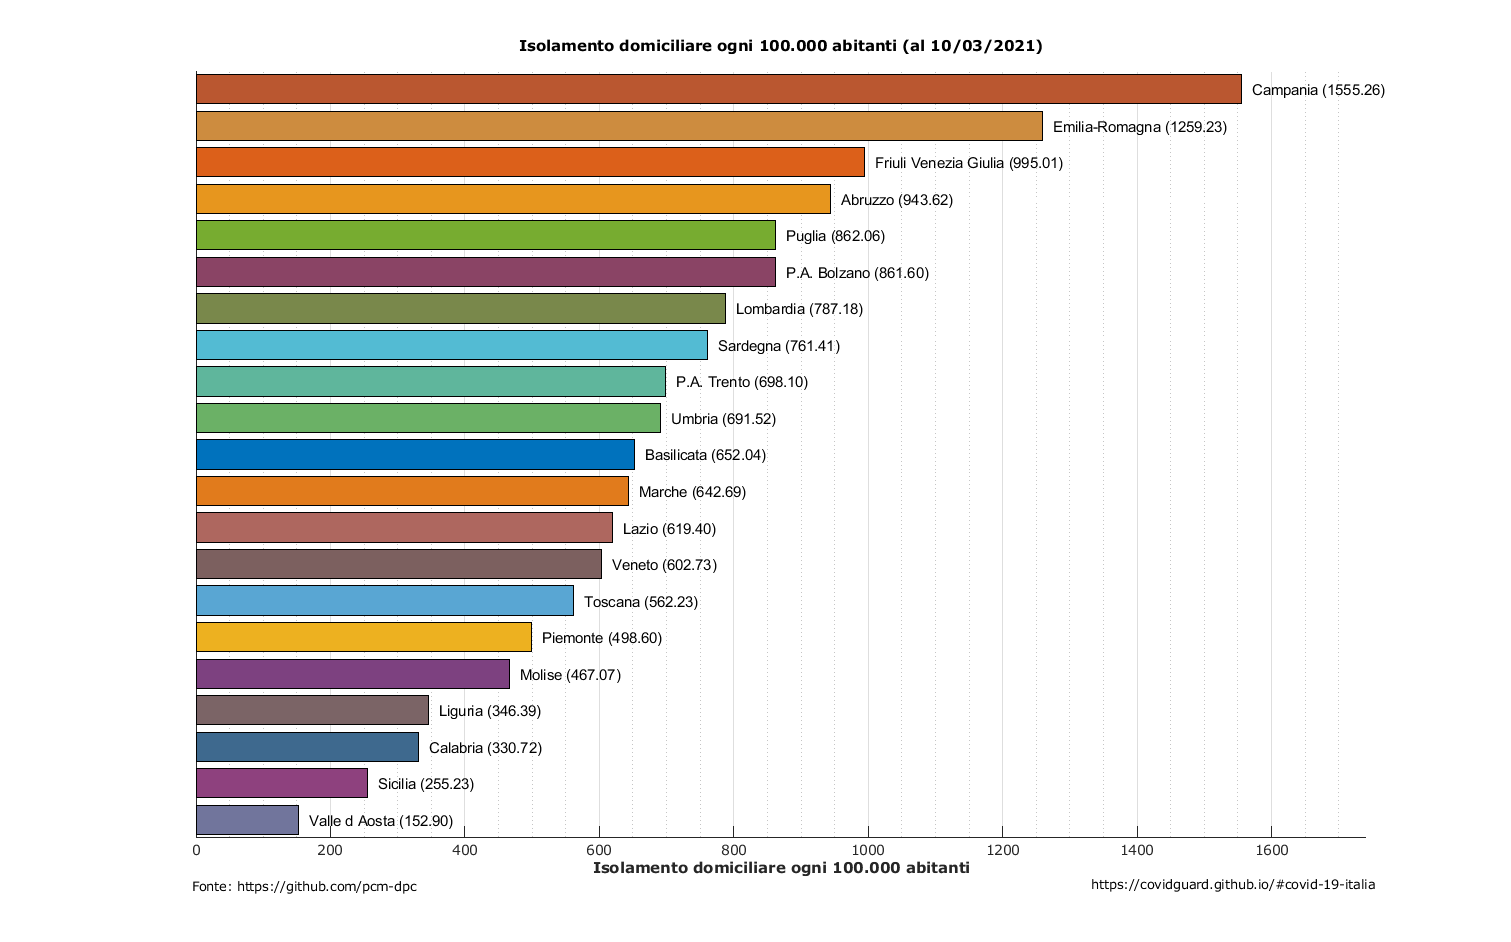 Isolamento domiciliare ogni 100.000 abitanti (al 10/03/2021)
Campania (1555.26)
Emilia-Romagna (1259.23)
Friuli Venezia Giulia (995.01)
Abruzzo (943.62)
Puglia (862.06)
P.A. Bolzano (861.60)
Lombardia (787.18)
Sardegna (761.41)
P.A. Trento (698.10)
Umbria (691.52)
Basilicata (652.04)
Marche (642.69)
Lazio (619.40)
Veneto (602.73)
Toscana (562.23)
Piemonte (498.60)
Molise (467.07)
Liguria (346.39)
Calabria (330.72)
Sicilia (255.23)
Valle d Aosta (152.90)
0 200 400 600 800 1000 1200 1400 1600
Isolamento domiciliare ogni 100.000 abitanti
Fonte: https://github.com/pcm-dpc
https://covidguard.github.io/#covid-19-italia